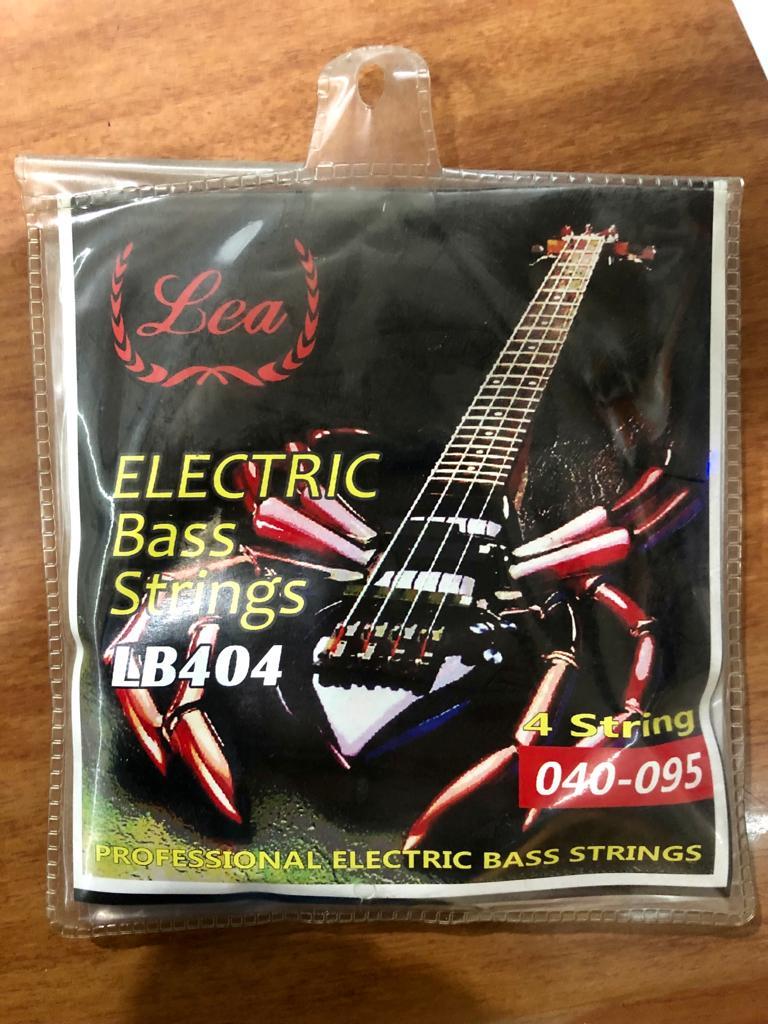 Lea
ELECTRIC
Bass
Strings
LB404
4 String
040-095
PROFESSIONAL ELECTRIC BASS STRINGS